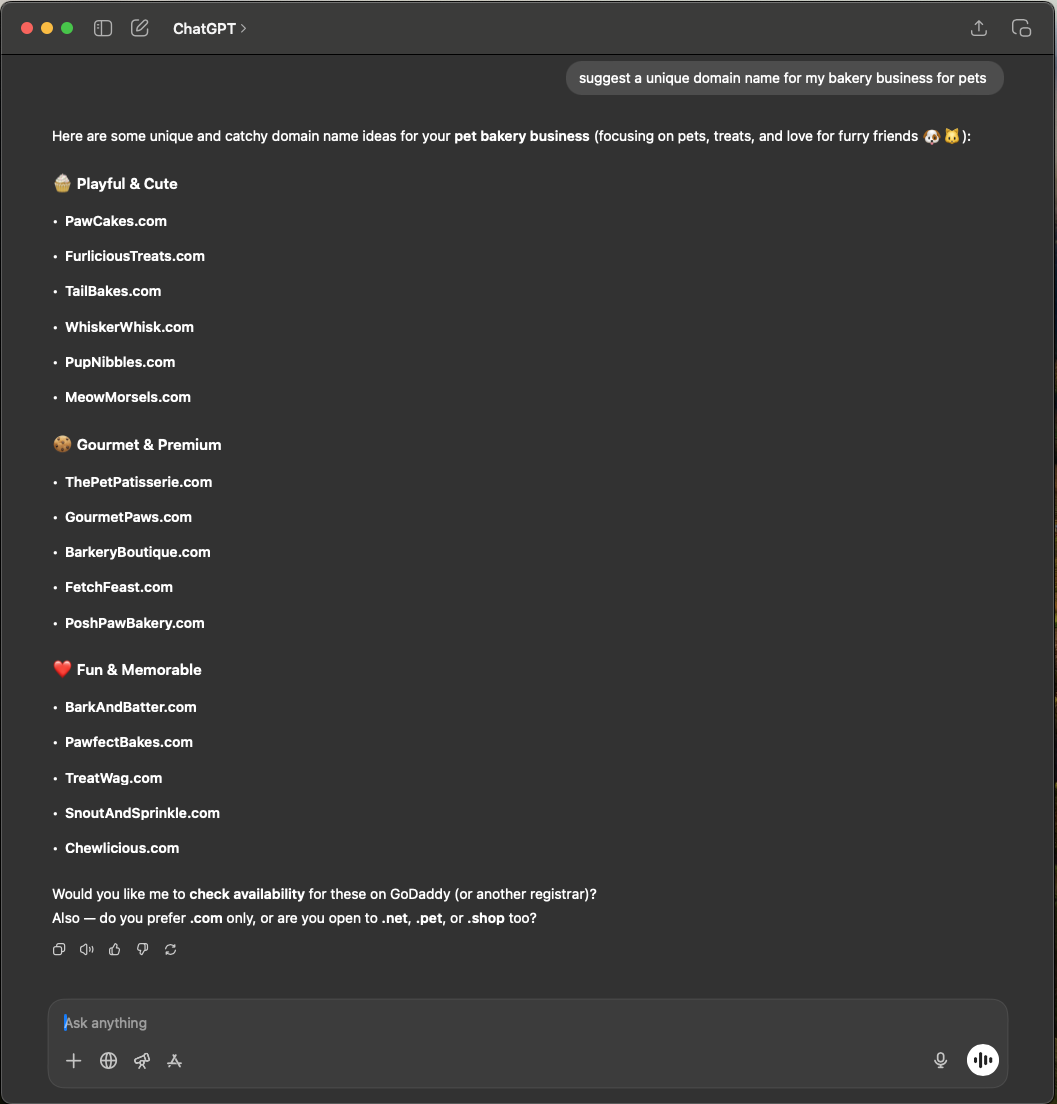 ChatGPT
suggest a unique domain name for my bakery business for pets
Here are some unique and catchy domain name ideas for your pet bakery business (focusing on pets, treats, and love for furry friends 🐶 🐱):
🧁 Playful & Cute
• PawCakes.com
• FurliciousTreats.com
• TailBakes.com
• WhiskerWhisk.com
• PupNibbles.com
• MeowMorsels.com
🍪 Gourmet & Premium
• ThePetPatisserie.com
• GourmetPaws.com
• BarkeryBoutique.com
• FetchFeast.com
• PoshPawBakery.com
❤️ Fun & Memorable
• BarkAndBatter.com
• PawfectBakes.com
• TreatWag.com
• SnoutAndSprinkle.com
• Chewlicious.com
Would you like me to check availability for these on GoDaddy (or another registrar)?
Also — do you prefer .com only, or are you open to .net, .pet, or .shop too?
Ask anything